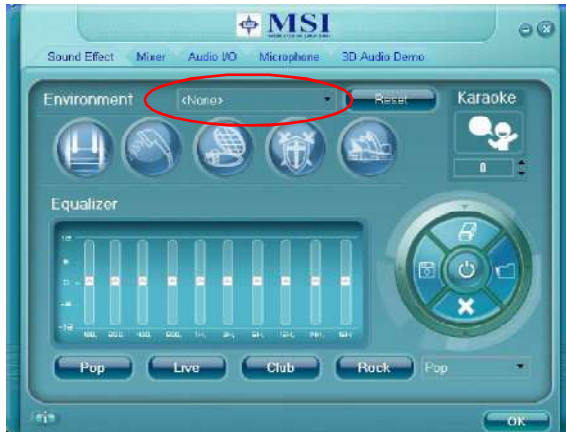 MSI
Sound Effect Mixer Audio I/O Microphone 3D Audio Demo
Environment <None> Reset Karaoke
0
Equalizer
Pop Live Club Rock Pop
OK